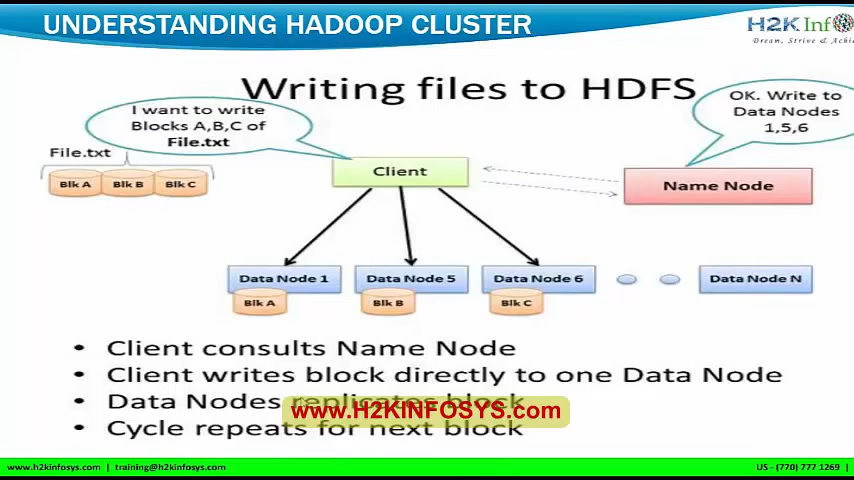 UNDERSTANDING HADOOP CLUSTER
H2K Inf
Dream, Strive & Achi
Writing files to HDFS
I want to write
Blocks A,B,C of
File.txt
OK. Write to
Data Nodes
1,5,6
File.txt
Blk A
Blk B
Blk C
Client
Name Node
Data Node 1
Data Node 5
Data Node 6
Data Node N
Blk A
Blk B
Blk C
• Client consults Name Node
• Client writes block directly to one Data Node
• Data Nodes replicates block
www.H2KINFOSYS.com
• Cycle repeats for next block
www.h2kinfosys.com | training@h2kinfosys.com
US - (770) 777 1269 |